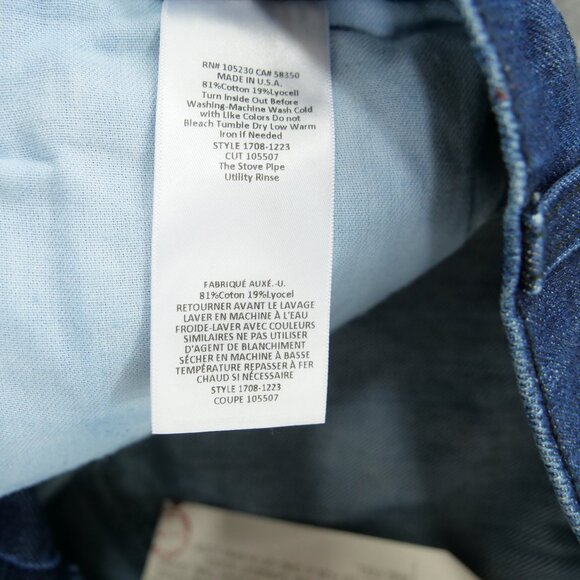 RN# 105230 CA# 58350
MADE IN U.S.A.
81%Cotton 19%Lyocell
Turn Inside Out Before
Washing-Machine Wash Cold
with Like Colors Do not
Bleach Tumble Dry Low Warm
Iron if Needed
STYLE 1708-1223
CUT 105507
The Stove Pipe
Utility Rinse
FABRIQUÉ AUXÉ.-U.
81%Coton 19%Lyocel
RETOURNER AVANT LE LAVAGE
LAVER EN MACHINE À L'EAU
FROIDE-LAVER AVEC COULEURS
SIMILAIRES NE PAS UTILISER
D'AGENT DE BLANCHIMENT
SÉCHER EN MACHINE À BASSE
TEMPÉRATURE REPASSER À FER
CHAUD SI NÉCESSAIRE
STYLE 1708-1223
COUPE 105507